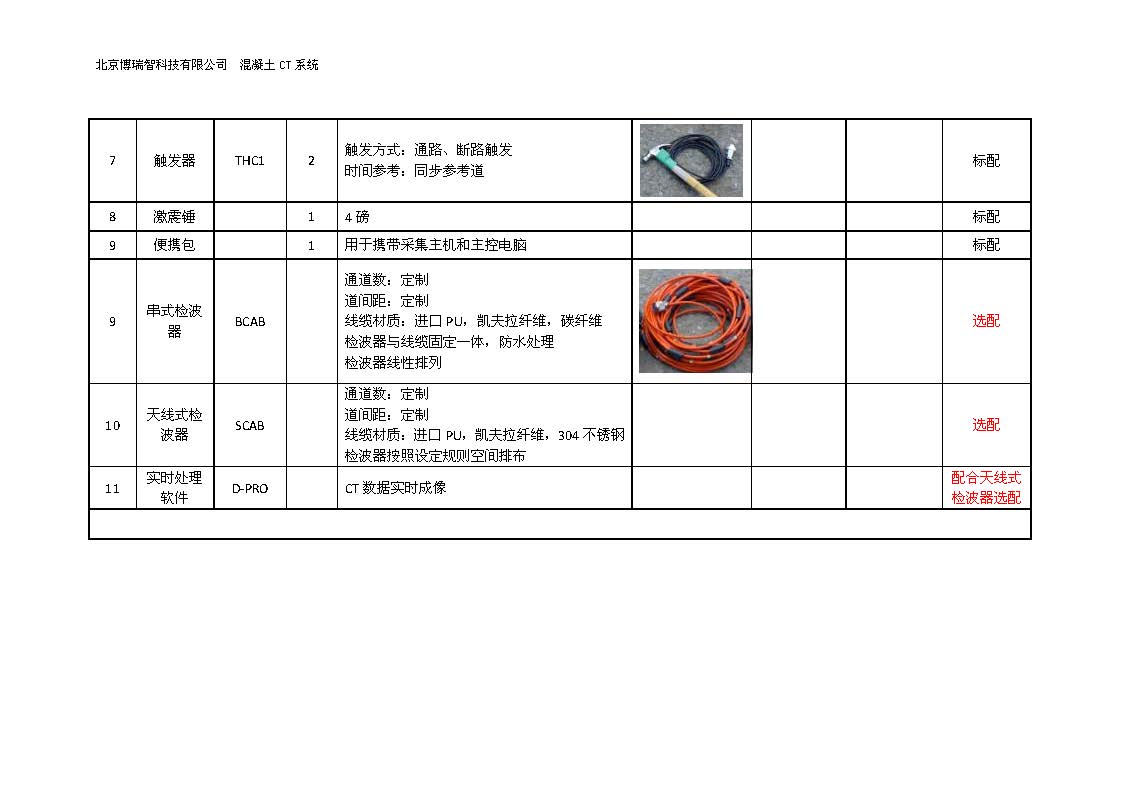 北京博瑞智科技有限公司 混凝土 CT 系统
7 触发器 THC1 2 触发方式：通路、断路触发 标配
时间参考：同步参考道
8 激震锤 1 4 磅 标配
9 便携包 1 用于携带采集主机和主控电脑 标配
9 串式检波
器 BCAB 通道数：定制
道间距：定制
线缆材质：进口 PU，凯夫拉纤维，碳纤维
检波器与线缆固定一体，防水处理
检波器线性排列
选配
10 天线式检
波器 SCAB 通道数：定制
道间距：定制
线缆材质：进口 PU，凯夫拉纤维，304 不锈钢
检波器按照设定规则空间排布
选配
11 实时处理
软件 D-PRO CT 数据实时成像 配合天线式
检波器选配